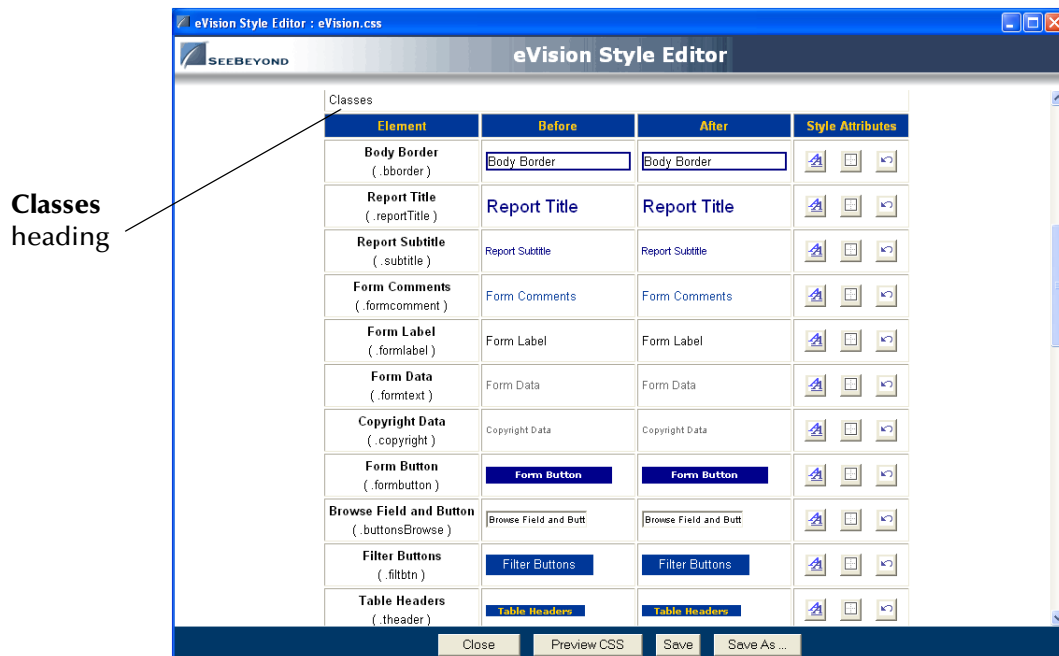 eVision Style Editor : eVision.css
SEEBEYOND
eVision Style Editor
Classes
Element Before After Style Attributes
Body Border
( .bborder )
Body Border Body Border
Report Title
( .reportTitle )
Report Title Report Title
Report Subtitle
( .subtitle )
Report Subtitle Report Subtitle
Form Comments
( .formcomment )
Form Comments Form Comments
Form Label
( .formlabel )
Form Label Form Label
Form Data
( .formtext )
Form Data Form Data
Copyright Data
( .copyright )
Copyright Data Copyright Data
Form Button
( .formbutton )
Form Button Form Button
Browse Field and Button
( .buttonsBrowse )
Browse Field and Butt Browse Field and Butt
Filter Buttons
( .filtbtn )
Filter Buttons Filter Buttons
Table Headers
( .theader )
Table Headers Table Headers
Close Preview CSS Save Save As ...
Classes
heading